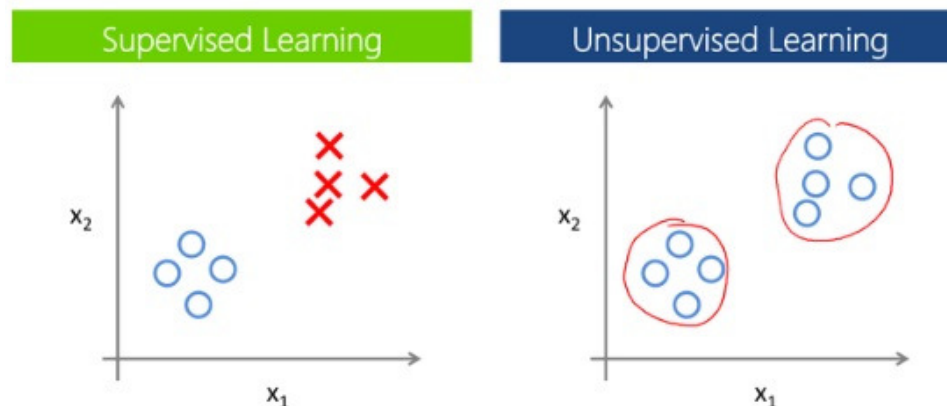 Supervised Learning
x₂
x₁
Unsupervised Learning
x₂
x₁